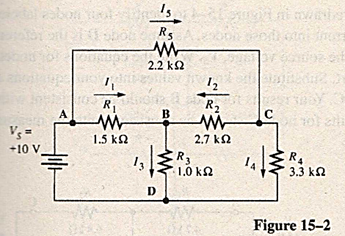 I5
R5
2.2 kΩ
I1
R1
1.5 kΩ
I2
R2
2.7 kΩ
A
B
C
VS =
+10 V
I3
R3
1.0 kΩ
I4
R4
3.3 kΩ
D
Figure 15–2